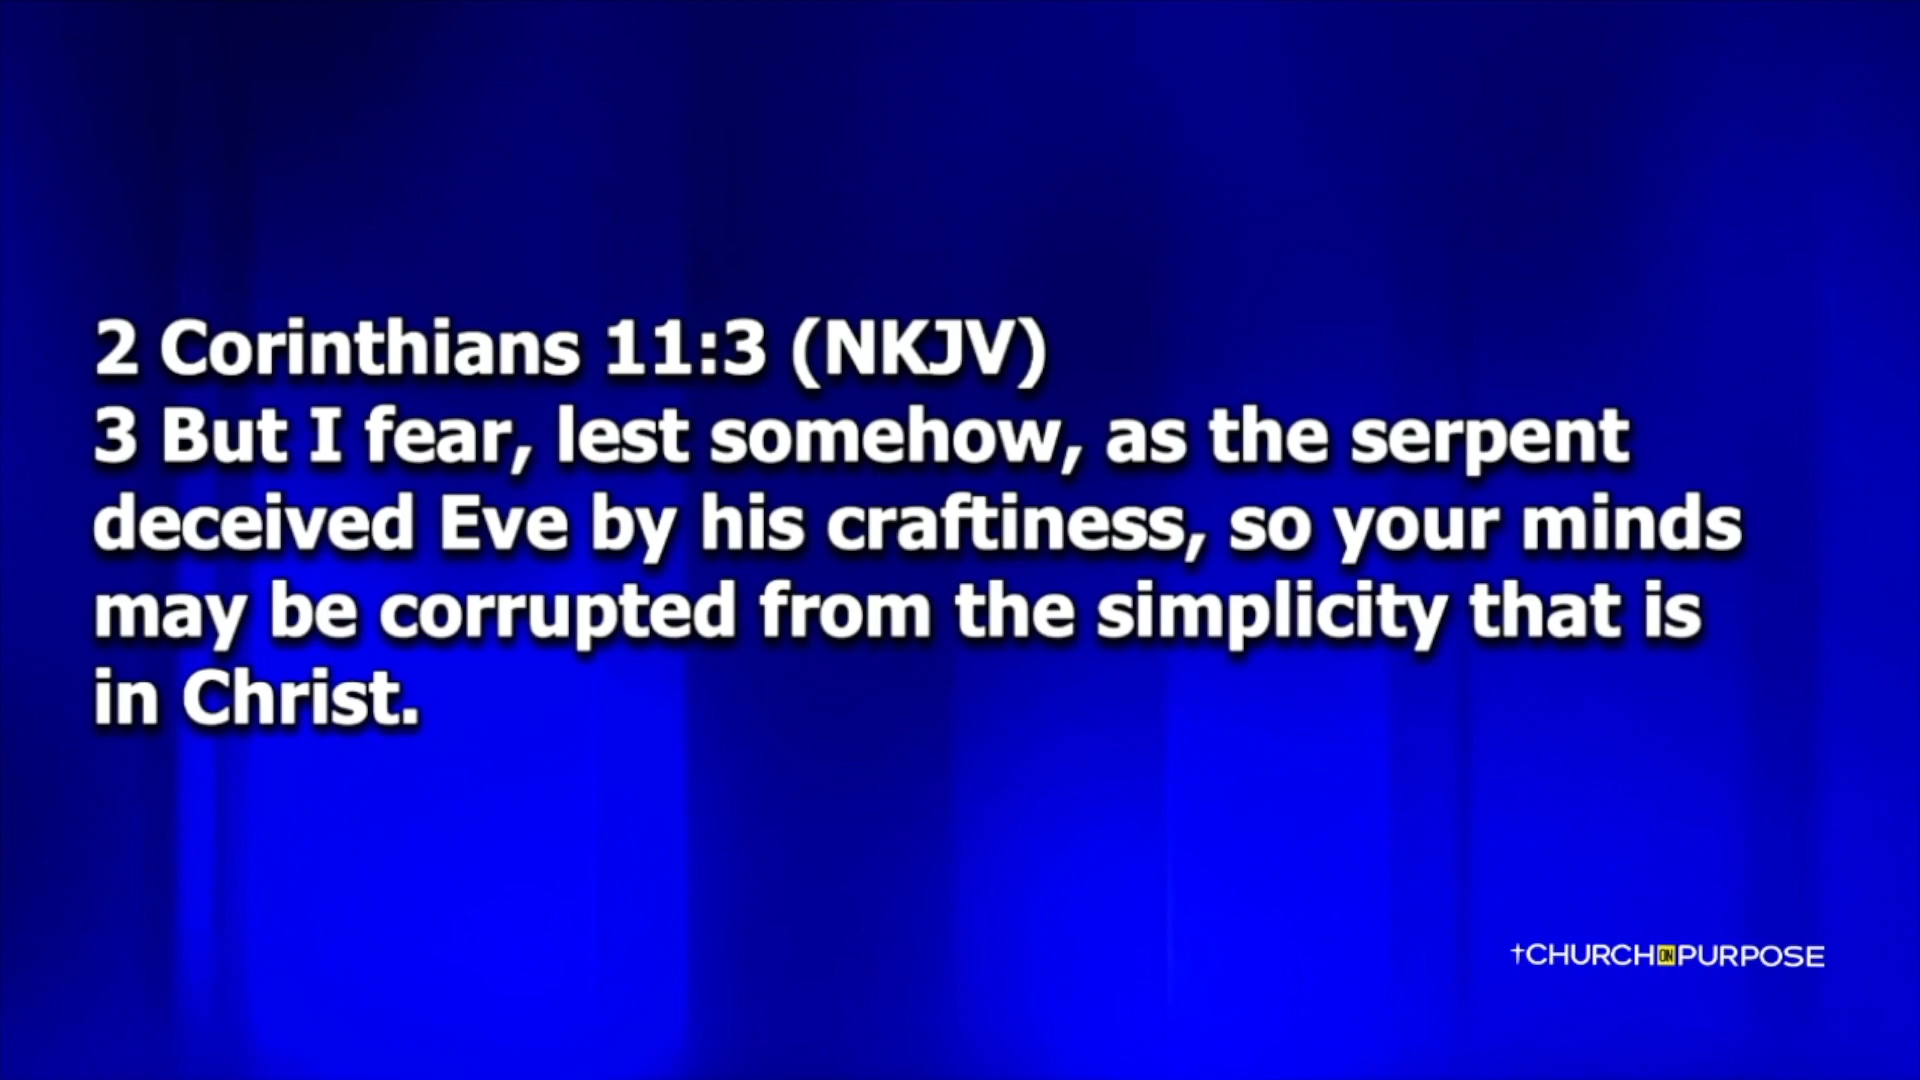 2 Corinthians 11:3 (NKJV)
3 But I fear, lest somehow, as the serpent
deceived Eve by his craftiness, so your minds
may be corrupted from the simplicity that is
in Christ.
CHURCH ON PURPOSE